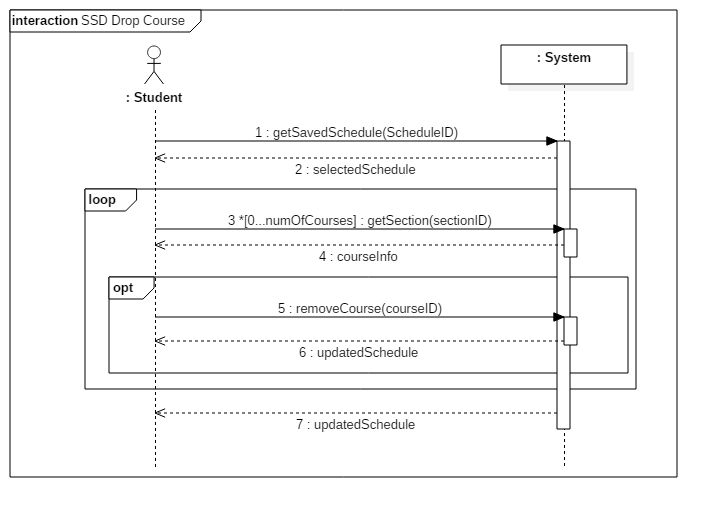 interaction SSD Drop Course
: Student
: System
1 : getSavedSchedule(ScheduleID)
2 : selectedSchedule
loop
3 *[0...numOfCourses] : getSection(sectionID)
4 : courseInfo
opt
5 : removeCourse(courseID)
6 : updatedSchedule
7 : updatedSchedule